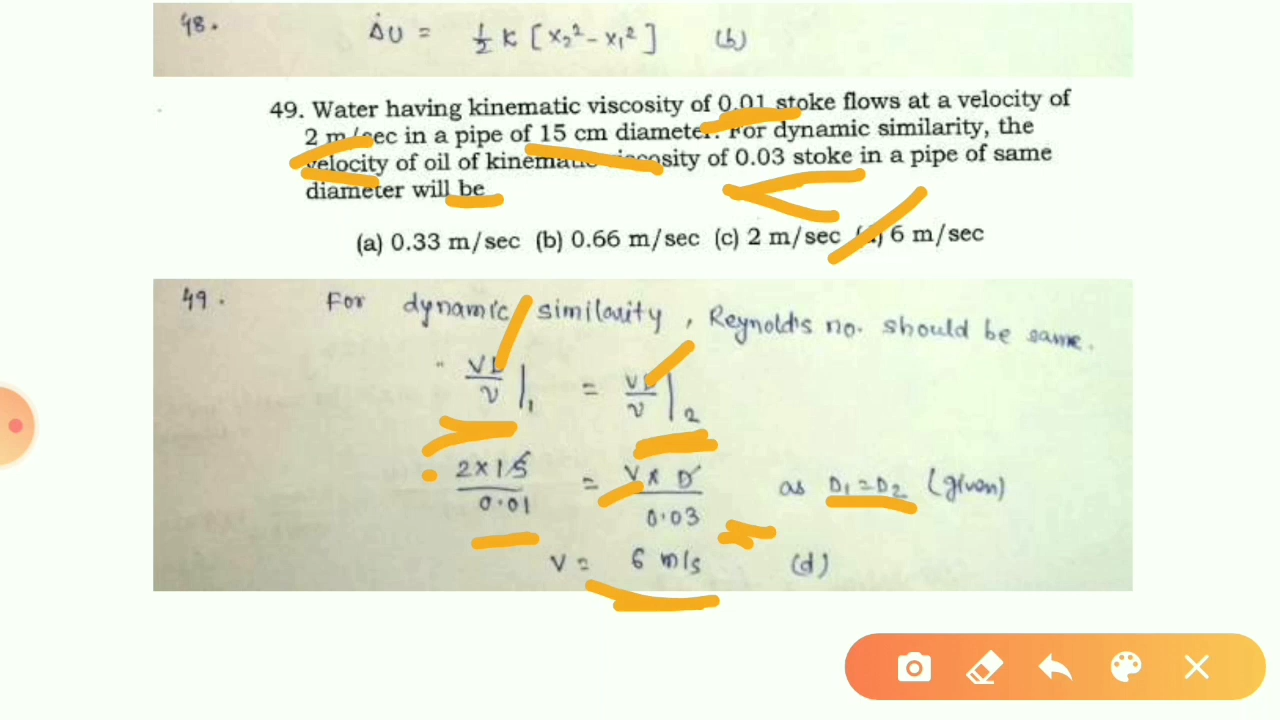 48. ΔU = ½ K [x₂² - x₁²] (b)
49. Water having kinematic viscosity of 0.01 stoke flows at a velocity of
2 m/sec in a pipe of 15 cm diameter. For dynamic similarity, the
velocity of oil of kinematic viscosity of 0.03 stoke in a pipe of same
diameter will be
(a) 0.33 m/sec (b) 0.66 m/sec (c) 2 m/sec (d) 6 m/sec
49. For dynamic similarity, Reynold's no. should be same.
VL/ν |₁ = VL/ν |₂
2×15/0.01 = V×D/0.03 as D₁=D₂ (given)
V = 6 m/s (d)